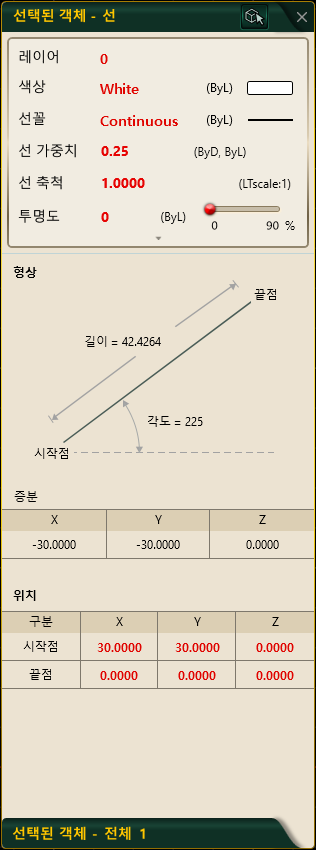 선택된 객체 - 선
레이어 0
색상 White (ByL)
선꼴 Continuous (ByL)
선 가중치 0.25 (ByD, ByL)
선 축척 1.0000 (LTscale:1)
투명도 0 (ByL)
0 90 %
형상
끝점
길이 = 42.4264
각도 = 225
시작점
증분
X Y Z
-30.0000 -30.0000 0.0000
위치
구분 X Y Z
시작점 30.0000 30.0000 0.0000
끝점 0.0000 0.0000 0.0000
선택된 객체 - 전체 1